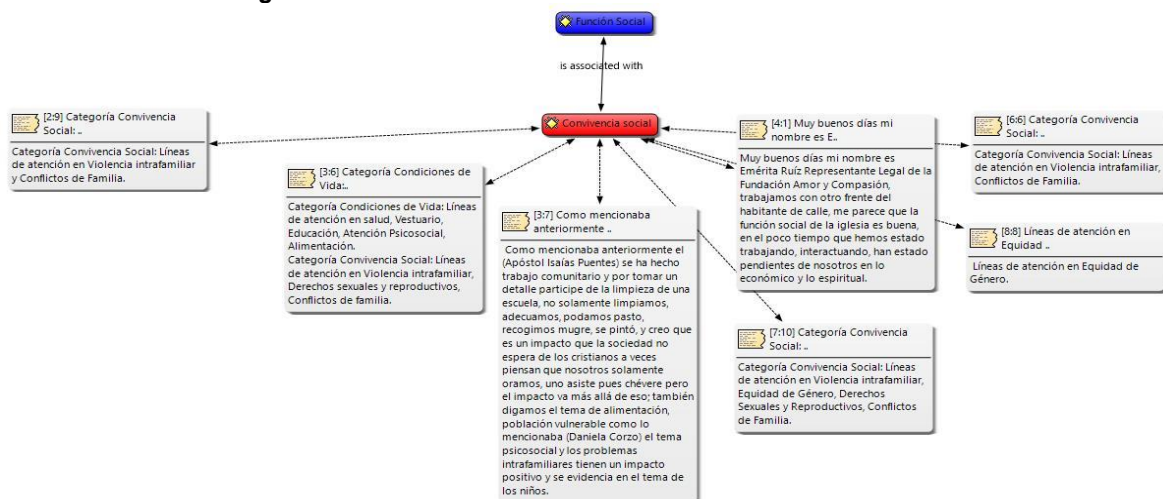 Función Social
is associated with
Convivencia social
[2:9] Categoría Convivencia
Social: ..
Categoría Convivencia Social: Líneas
de atención en Violencia intrafamiliar
y Conflictos de Familia.
[3:6] Categoría Condiciones de
Vida:..
Categoría Condiciones de Vida: Líneas
de atención en salud, Vestuario,
Educación, Atención Psicosocial,
Alimentación.
Categoría Convivencia Social: Líneas
de atención en Violencia intrafamiliar,
Derechos sexuales y reproductivos,
Conflictos de familia.
[3:7] Como mencionaba
anteriormente ..
Como mencionaba anteriormente el
(Apóstol Isaías Puentes) se ha hecho
trabajo comunitario y por tomar un
detalle participe de la limpieza de una
escuela, no solamente limpiamos,
adecuamos, podamos pasto,
recogimos mugre, se pintó, y creo que
es un impacto que la sociedad no
espera de los cristianos a veces
piensan que nosotros solamente
oramos, uno asiste pues chévere pero
el impacto va más allá de eso; también
digamos el tema de alimentación,
población vulnerable como lo
mencionaba (Daniela Corzo) el tema
psicosocial y los problemas
intrafamiliares tienen un impacto
positivo y se evidencia en el tema de
los niños.
[4:1] Muy buenos días mi
nombre es E..
Muy buenos días mi nombre es
Emérita Ruíz Representante Legal de la
Fundación Amor y Compasión,
trabajamos con otro frente del
habitante de calle, me parece que la
función social de la iglesia es buena,
en el poco tiempo que hemos estado
trabajando, interactuando, han estado
pendientes de nosotros en lo
económico y lo espiritual.
[7:10] Categoría Convivencia
Social: ..
Categoría Convivencia Social: Líneas
de atención en Violencia intrafamiliar,
Equidad de Género, Derechos
Sexuales y Reproductivos, Conflictos
de Familia.
[6:6] Categoría Convivencia
Social: ..
Categoría Convivencia Social: Líneas
de atención en Violencia intrafamiliar,
Conflictos de Familia.
[8:8] Líneas de atención en
Equidad ..
Líneas de atención en Equidad de
Género.